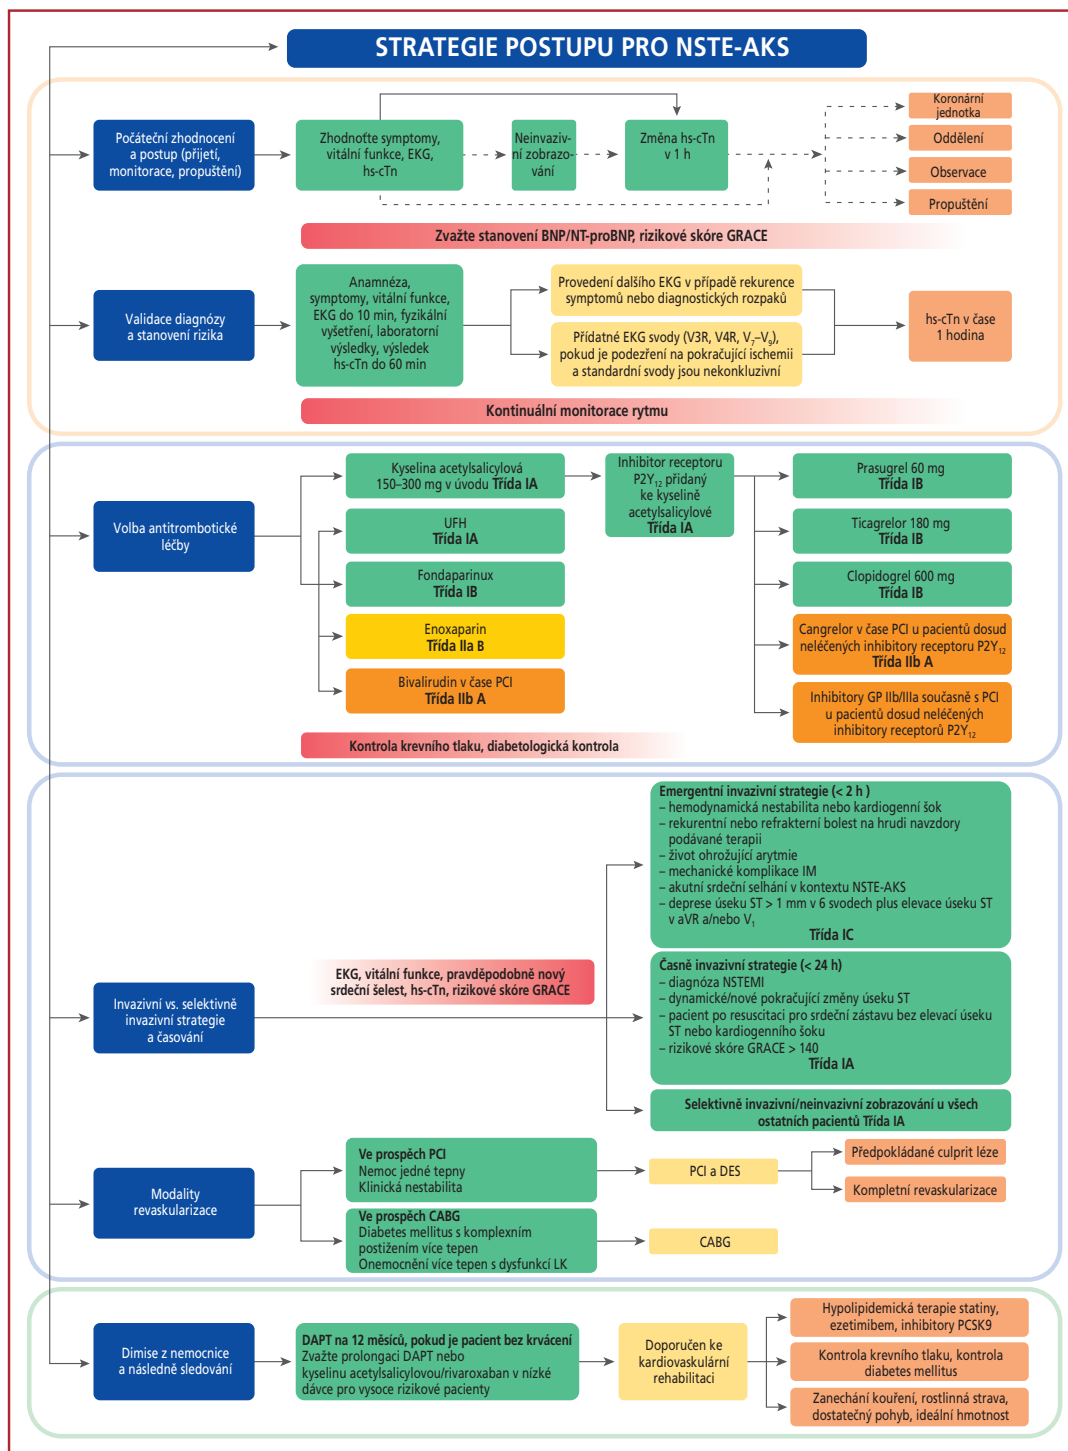 STRATEGIE POSTUPU PRO NSTE-AKS
Počáteční zhodnocení
a postup (přijetí,
monitorace, propuštění)
Zhodnoťte symptomy,
vitální funkce, EKG,
hs-cTn
Neinvaziv-
ní zobrazo-
vání
Změna hs-cTn
v 1 h
Koronární
jednotka
Oddělení
Observace
Propuštění
Zvažte stanovení BNP/NT-proBNP, rizikové skóre GRACE
Validace diagnózy
a stanovení rizika
Anamnéza,
symptomy, vitální funkce,
EKG do 10 min, fyzikální
vyšetření, laboratorní
výsledky, výsledek
hs-cTn do 60 min
Provedení dalšího EKG v případě rekurence
symptomů nebo diagnostických rozpaků
Přídatné EKG svody (V3R, V4R, V₇–V₉),
pokud je podezření na pokračující ischemii
a standardní svody jsou nekonkluzivní
hs-cTn v čase
1 hodina
Kontinuální monitorace rytmu
Volba antitrombotické
léčby
Kyselina acetylsalicylová
150–300 mg v úvodu Třída IA
UFH
Třída IA
Fondaparinux
Třída IB
Enoxaparin
Třída IIa B
Bivalirudin v čase PCI
Třída IIb A
Inhibitor receptoru
P2Y₁₂ přidaný
ke kyselině
acetylsalicylové
Třída IA
Prasugrel 60 mg
Třída IB
Ticagrelor 180 mg
Třída IB
Clopidogrel 600 mg
Třída IB
Cangrelor v čase PCI u pacientů dosud
neléčených inhibitory receptoru P2Y₁₂
Třída IIb A
Inhibitory GP IIb/IIIa současně s PCI
u pacientů dosud neléčených
inhibitory receptorů P2Y₁₂
Kontrola krevního tlaku, diabetologická kontrola
Invazivní vs. selektivně
invazivní strategie
a časování
EKG, vitální funkce, pravděpodobně nový
srdeční šelest, hs-cTn, rizikové skóre GRACE
Emergentní invazivní strategie (< 2 h )
– hemodynamická nestabilita nebo kardiogenní šok
– rekurentní nebo refrakterní bolest na hrudi navzdory
podávané terapii
– život ohrožující arytmie
– mechanické komplikace IM
– akutní srdeční selhání v kontextu NSTE-AKS
– deprese úseku ST > 1 mm v 6 svodech plus elevace úseku ST
v aVR a/nebo V₁
Třída IC
Časně invazivní strategie (< 24 h)
– diagnóza NSTEMI
– dynamické/nové pokračující změny úseku ST
– pacient po resuscitaci pro srdeční zástavu bez elevací úseku
ST nebo kardiogenního šoku
– rizikové skóre GRACE > 140
Třída IA
Selektivně invazivní/neinvazivní zobrazování u všech
ostatních pacientů Třída IA
Modality
revaskularizace
Ve prospěch PCI
Nemoc jedné tepny
Klinická nestabilita
PCI a DES
Předpokládané culprit léze
Kompletní revaskularizace
Ve prospěch CABG
Diabetes mellitus s komplexním
postižením více tepen
Onemocnění více tepen s dysfunkcí LK
CABG
Dimise z nemocnice
a následně sledování
DAPT na 12 měsíců, pokud je pacient bez krvácení
Zvažte prolongaci DAPT nebo
kyselinu acetylsalicylovou/rivaroxaban v nízké
dávce pro vysoce rizikové pacienty
Doporučen ke
kardiovaskulární
rehabilitaci
Hypolipidemická terapie statiny,
ezetimibem, inhibitory PCSK9
Kontrola krevního tlaku, kontrola
diabetes mellitus
Zanechání kouření, rostlinná strava,
dostatečný pohyb, ideální hmotnost